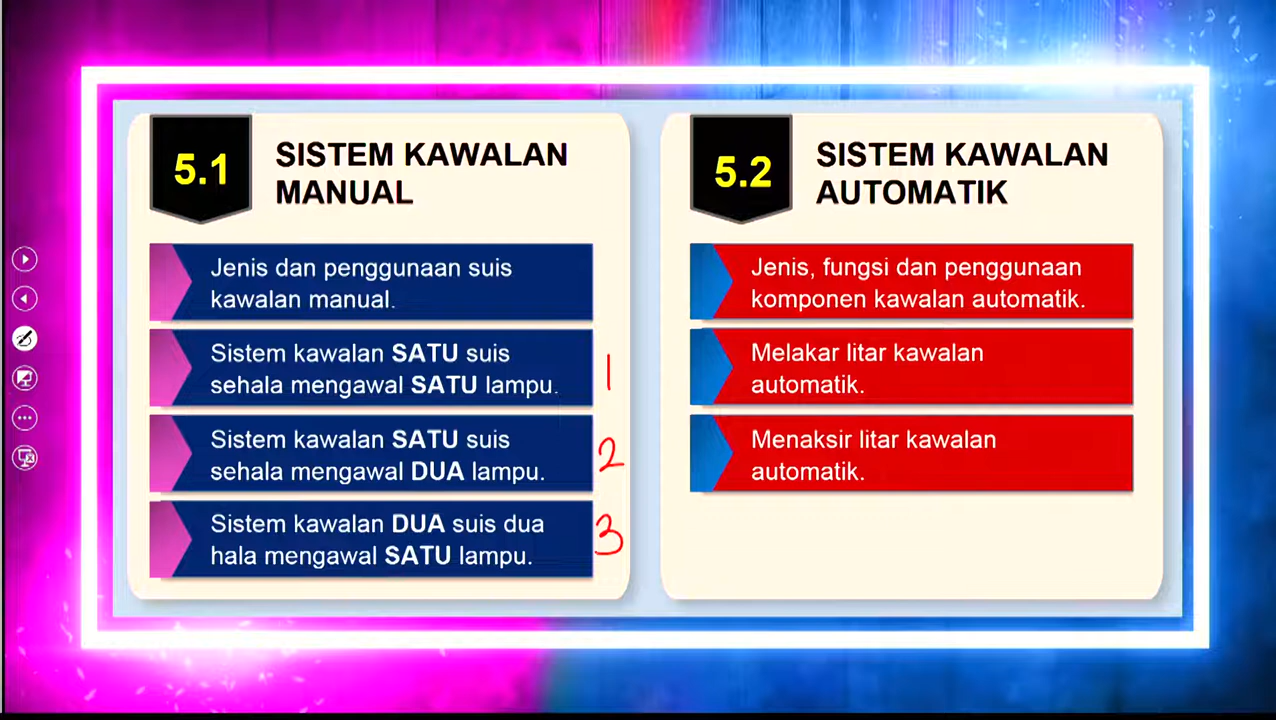 5.1
SISTEM KAWALAN
MANUAL
Jenis dan penggunaan suis
kawalan manual.
Sistem kawalan SATU suis
sehala mengawal SATU lampu.
1
Sistem kawalan SATU suis
sehala mengawal DUA lampu.
2
Sistem kawalan DUA suis dua
hala mengawal SATU lampu.
3
5.2
SISTEM KAWALAN
AUTOMATIK
Jenis, fungsi dan penggunaan
komponen kawalan automatik.
Melakar litar kawalan
automatik.
Menaksir litar kawalan
automatik.